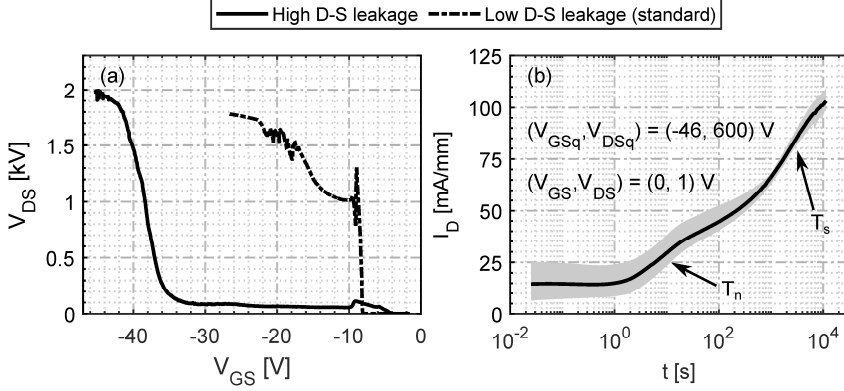 High D-S leakage Low D-S leakage (standard)
(a)
V_DS [kV]
2
1.5
1
0.5
0
-40 -30 -20 -10 0
V_GS [V]
(b)
I_D [mA/mm]
125
100
75
50
25
0
(V_GSq,V_DSq) = (-46, 600) V
(V_GS,V_DS) = (0, 1) V
T_s
T_n
10^-2 10^0 10^2 10^4
t [s]